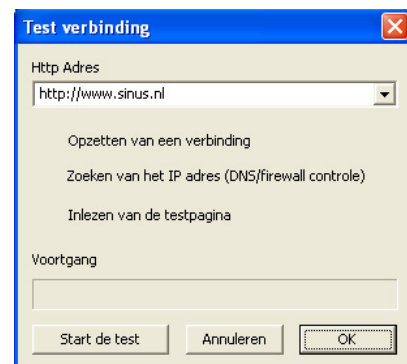 Test verbinding
Http Adres
http://www.sinus.nl
Opzetten van een verbinding
Zoeken van het IP adres (DNS/firewall controle)
Inlezen van de testpagina
Voortgang
Start de test Annuleren OK